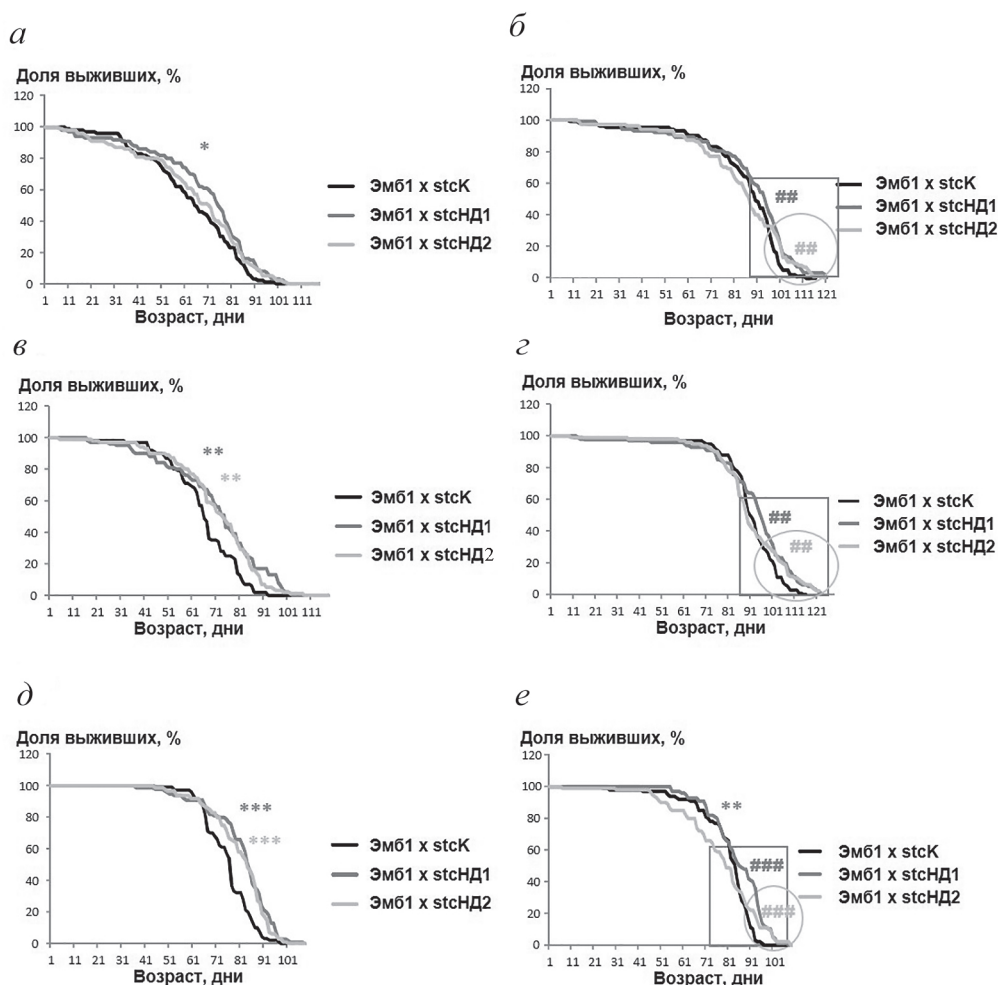 а
Доля выживших, %
120
100
80
60
40
20
0
*
Эмб1 x stcK
Эмб1 x stcНД1
Эмб1 x stcНД2
1 11 21 31 41 51 61 71 81 91 101 111
Возраст, дни
б
Доля выживших, %
120
100
80
60
40
20
0
##
##
Эмб1 x stcK
Эмб1 x stcНД1
Эмб1 x stcНД2
1 11 21 31 41 51 61 71 81 91 101 111 121
Возраст, дни
в
Доля выживших, %
120
100
80
60
40
20
0
**
**
Эмб1 x stcK
Эмб1 x stcНД1
Эмб1 x stcНД2
1 11 21 31 41 51 61 71 81 91 101 111
Возраст, дни
г
Доля выживших, %
120
100
80
60
40
20
0
##
##
Эмб1 x stcK
Эмб1 x stcНД1
Эмб1 x stcНД2
1 11 21 31 41 51 61 71 81 91 101 111 121
Возраст, дни
д
Доля выживших, %
120
100
80
60
40
20
0
***
***
Эмб1 x stcK
Эмб1 x stcНД1
Эмб1 x stcНД2
1 11 21 31 41 51 61 71 81 91 101
Возраст, дни
е
Доля выживших, %
120
100
80
60
40
20
0
**
###
###
Эмб1 x stcK
Эмб1 x stcНД1
Эмб1 x stcНД2
1 11 21 31 41 51 61 71 81 91 101
Возраст, дни